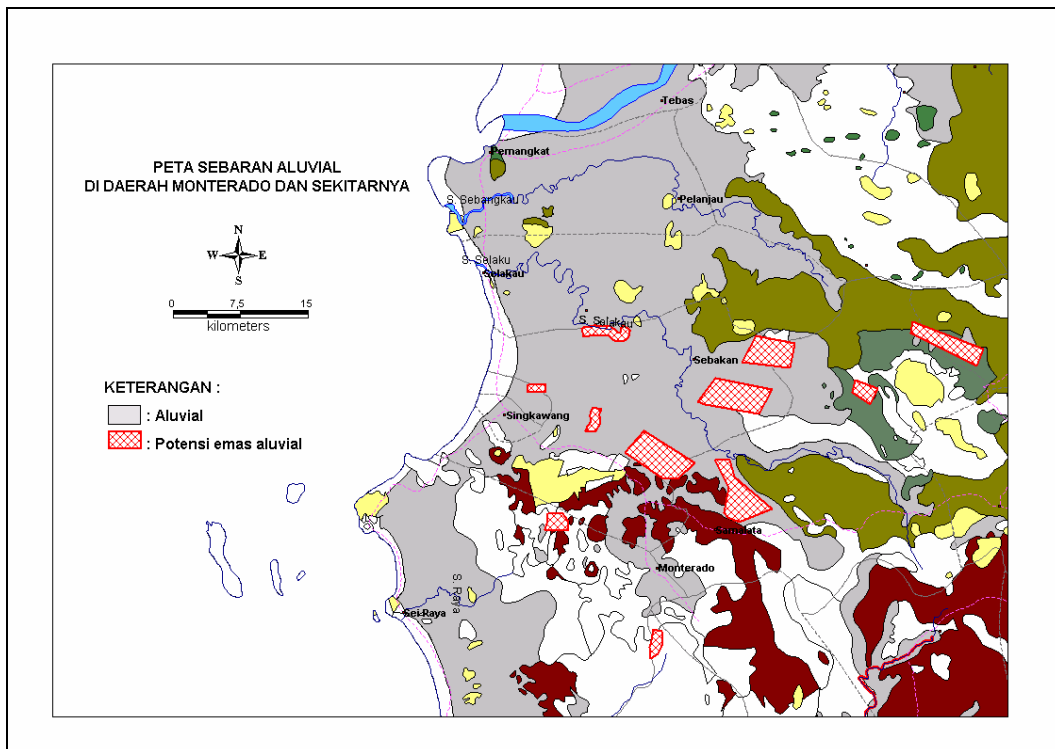 PETA SEBARAN ALUVIAL
DI DAERAH MONTERADO DAN SEKITARNYA
N
W E
S
0 7,5 15
kilometers
KETERANGAN :
: Aluvial
: Potensi emas aluvial
Tebas
Pemangkat
S. Sebangkau
Pelanjau
S. Selaku
Selakau
S. Selakau
Sebakan
Singkawang
Samalata
Monterado
S. Raya
Sei Raya